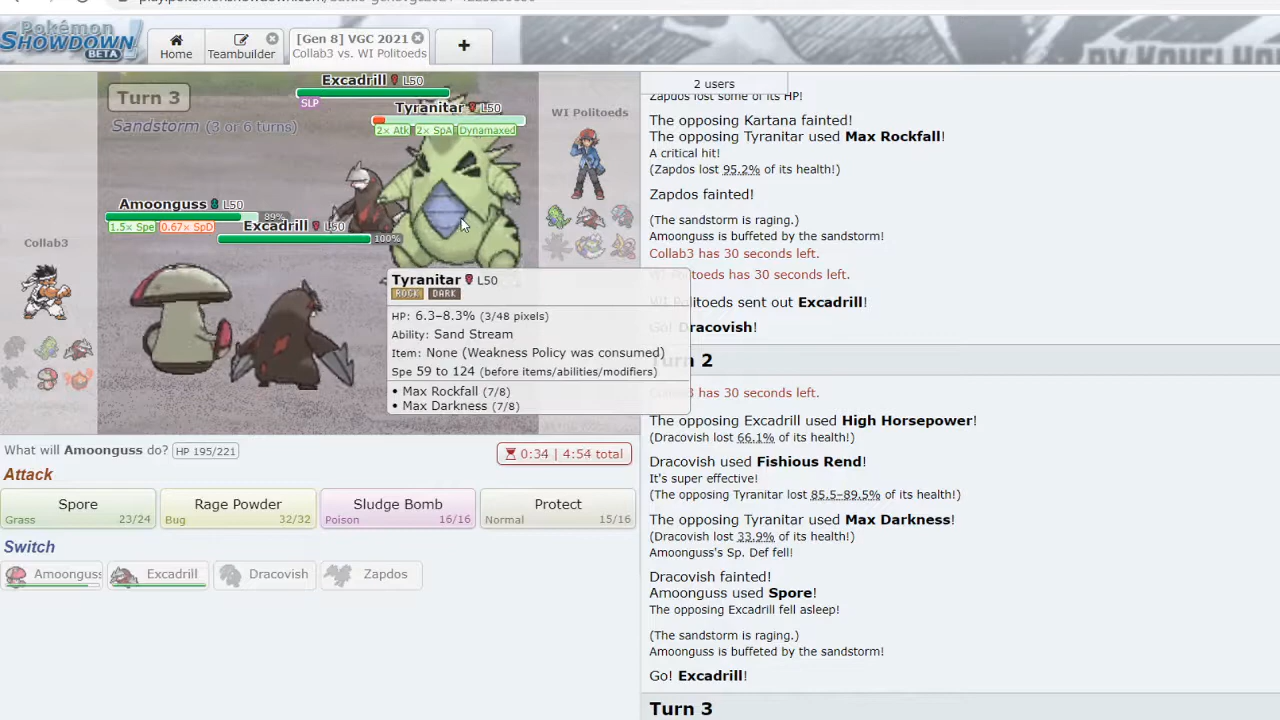 Pokémon
SHOWDOWN
BETA
Home
Teambuilder
[Gen 8] VGC 2021
Collab3 vs. WI Politoeds
+
Turn 3
Sandstorm (3 or 6 turns)
Excadrill L50
SLP
Tyranitar L50
2× Atk 2× SpA Dynamaxed
WI Politoeds
Amoonguss L50
89%
1.5× Spe 0.67× SpD
Excadrill L50
100%
Collab3
Tyranitar L50
ROCK DARK
HP: 6.3–8.3% (3/48 pixels)
Ability: Sand Stream
Item: None (Weakness Policy was consumed)
Spe 59 to 124 (before items/abilities/modifiers)
• Max Rockfall (7/8)
• Max Darkness (7/8)
What will Amoonguss do? HP 195/221
0:34 | 4:54 total
Attack
Spore
Grass 23/24
Rage Powder
Bug 32/32
Sludge Bomb
Poison 16/16
Protect
Normal 15/16
Switch
Amoonguss
Excadrill
Dracovish
Zapdos
2 users
Zapdos lost some of its HP!
The opposing Kartana fainted!
The opposing Tyranitar used Max Rockfall!
A critical hit!
(Zapdos lost 95.2% of its health!)
Zapdos fainted!
(The sandstorm is raging.)
Amoonguss is buffeted by the sandstorm!
Collab3 has 30 seconds left.
WI Politoeds has 30 seconds left.
WI Politoeds sent out Excadrill!
Go! Dracovish!
Turn 2
has 30 seconds left.
The opposing Excadrill used High Horsepower!
(Dracovish lost 66.1% of its health!)
Dracovish used Fishious Rend!
It's super effective!
(The opposing Tyranitar lost 85.5–89.5% of its health!)
The opposing Tyranitar used Max Darkness!
(Dracovish lost 33.9% of its health!)
Amoonguss's Sp. Def fell!
Dracovish fainted!
Amoonguss used Spore!
The opposing Excadrill fell asleep!
(The sandstorm is raging.)
Amoonguss is buffeted by the sandstorm!
Go! Excadrill!
Turn 3